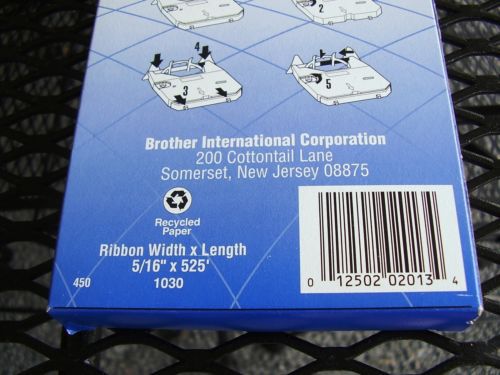 2
4
3
5
Brother International Corporation
200 Cottontail Lane
Somerset, New Jersey 08875
Recycled
Paper
Ribbon Width x Length
5/16" x 525'
450 1030
0 12502 02013 4